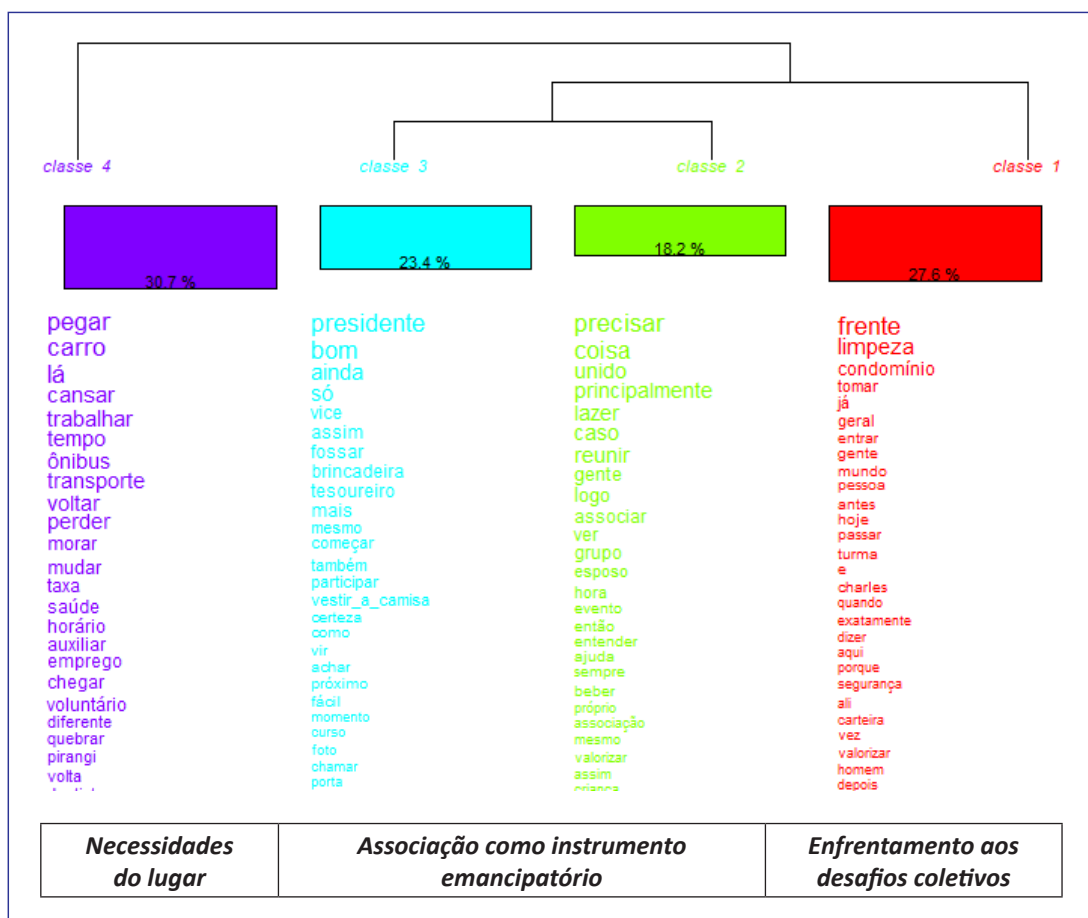 classe 4
classe 3
classe 2
classe 1
30.7 %
23.4 %
18.2 %
27.6 %
pegar
carro
lá
cansar
trabalhar
tempo
ônibus
transporte
voltar
perder
morar
mudar
taxa
saúde
horário
auxiliar
emprego
chegar
voluntário
diferente
quebrar
pirangi
volta
presidente
bom
ainda
só
vice
assim
fossar
brincadeira
tesoureiro
mais
mesmo
começar
também
participar
vestir_a_camisa
certeza
como
vir
achar
próximo
fácil
momento
curso
foto
chamar
porta
precisar
coisa
unido
principalmente
lazer
caso
reunir
gente
logo
associar
ver
grupo
esposo
hora
evento
então
entender
ajuda
sempre
beber
próprio
associação
mesmo
valorizar
assim
criança
frente
limpeza
condomínio
tomar
já
geral
entrar
gente
mundo
pessoa
antes
hoje
passar
turma
e
charles
quando
exatamente
dizer
aqui
porque
segurança
ali
carteira
vez
valorizar
homem
depois
Necessidades
do lugar
Associação como instrumento
emancipatório
Enfrentamento aos
desafios coletivos